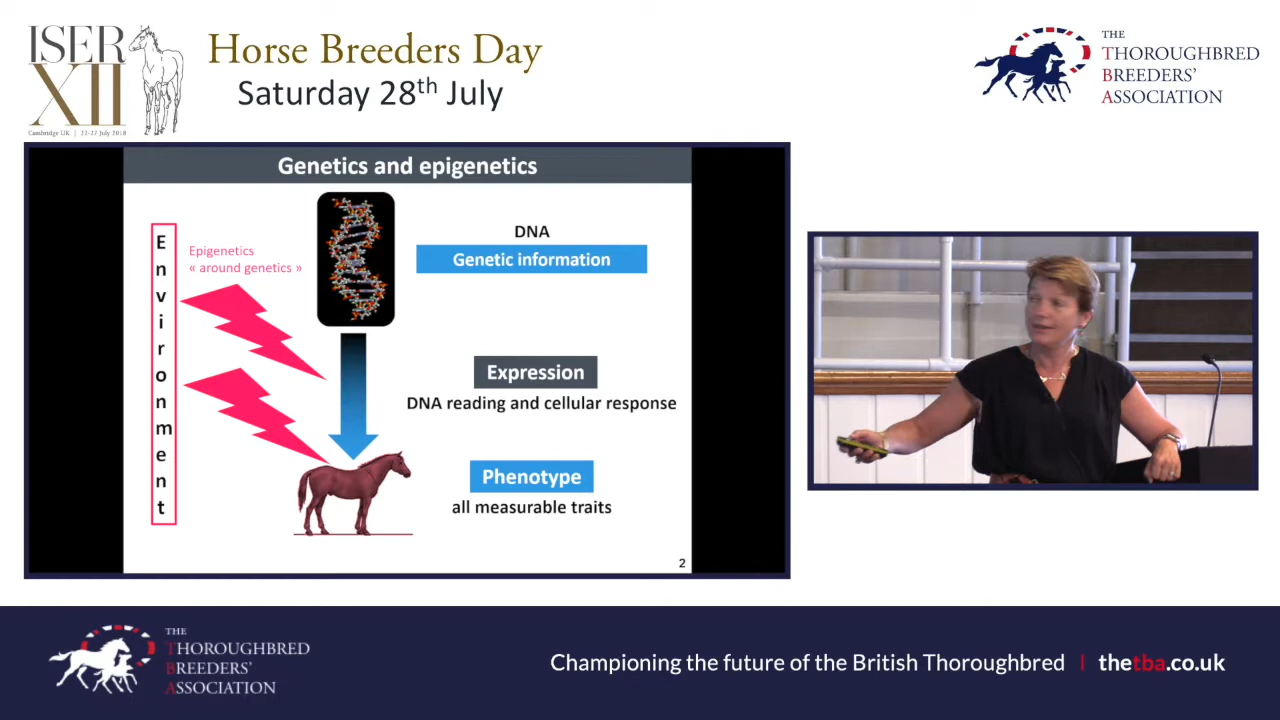 ISER
XII
Cambridge UK | 22-27 July 2018
Horse Breeders Day
Saturday 28th July
THE
THOROUGHBRED
BREEDERS'
ASSOCIATION
Genetics and epigenetics
Environment
Epigenetics
« around genetics »
DNA
Genetic information
Expression
DNA reading and cellular response
Phenotype
all measurable traits
2
THE
THOROUGHBRED
BREEDERS'
ASSOCIATION
Championing the future of the British Thoroughbred | thetba.co.uk